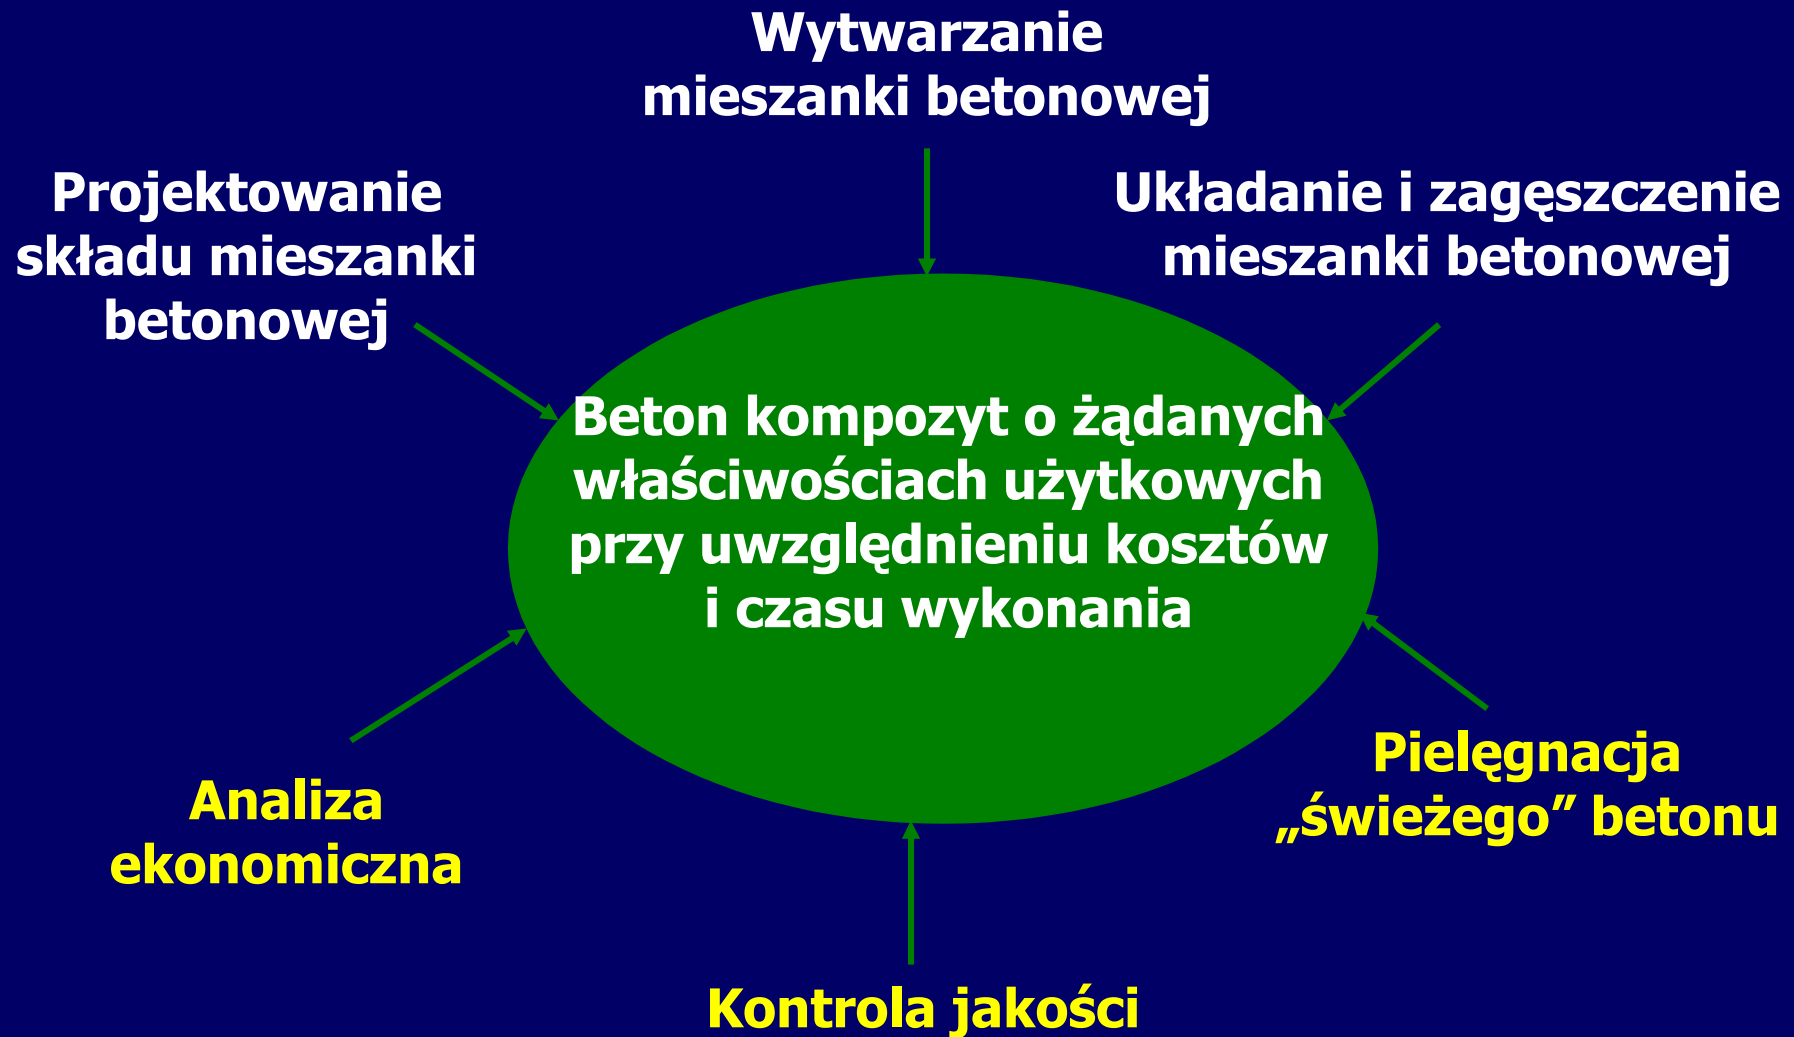 Wytwarzanie
mieszanki betonowej
Projektowanie
składu mieszanki
betonowej
Układanie i zagęszczenie
mieszanki betonowej
Beton kompozyt o żądanych
właściwościach użytkowych
przy uwzględnieniu kosztów
i czasu wykonania
Analiza
ekonomiczna
Pielęgnacja
„świeżego” betonu
Kontrola jakości